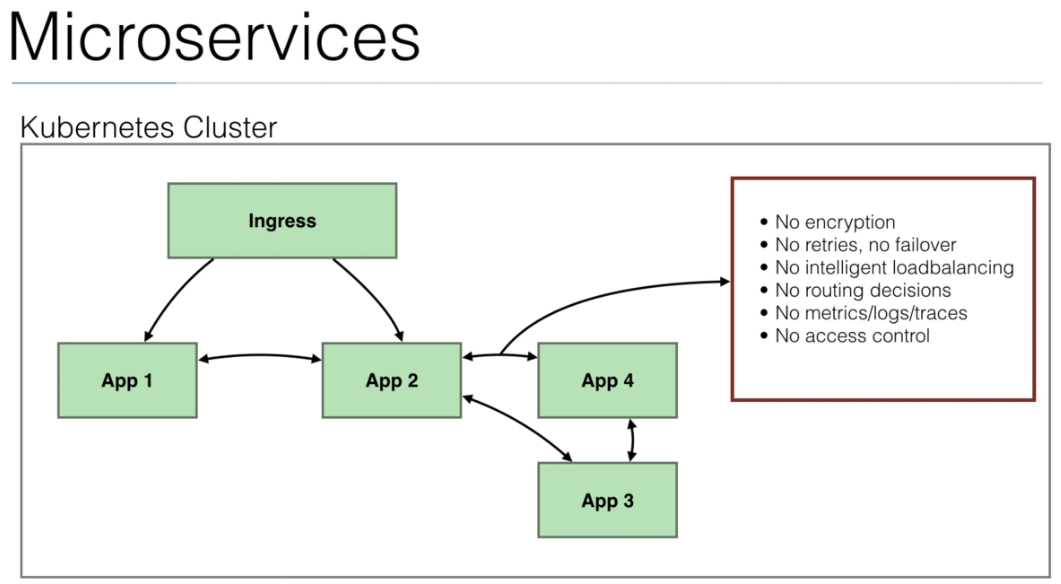 Microservices
Kubernetes Cluster
Ingress
• No encryption
• No retries, no failover
• No intelligent loadbalancing
• No routing decisions
• No metrics/logs/traces
• No access control
App 1
App 2
App 4
App 3